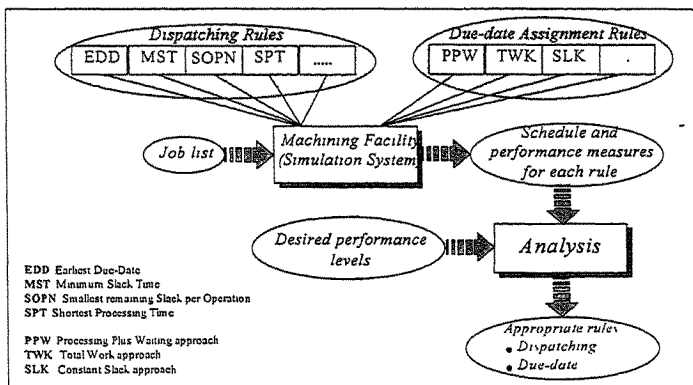 Dispatching Rules
Due-date Assignment Rules
EDD MST SOPN SPT .....
PPW TWK SLK .
Job list
Machining Facility
(Simulation System)
Schedule and
performance measures
for each rule
Desired performance
levels
Analysis
EDD Earliest Due-Date
MST Minimum Slack Time
SOPN Smallest remaining Slack per Operation
SPT Shortest Processing Time
PPW Processing Plus Waiting approach
TWK Total Work approach
SLK Constant Slack approach
Appropriate rules
• Dispatching
• Due-date